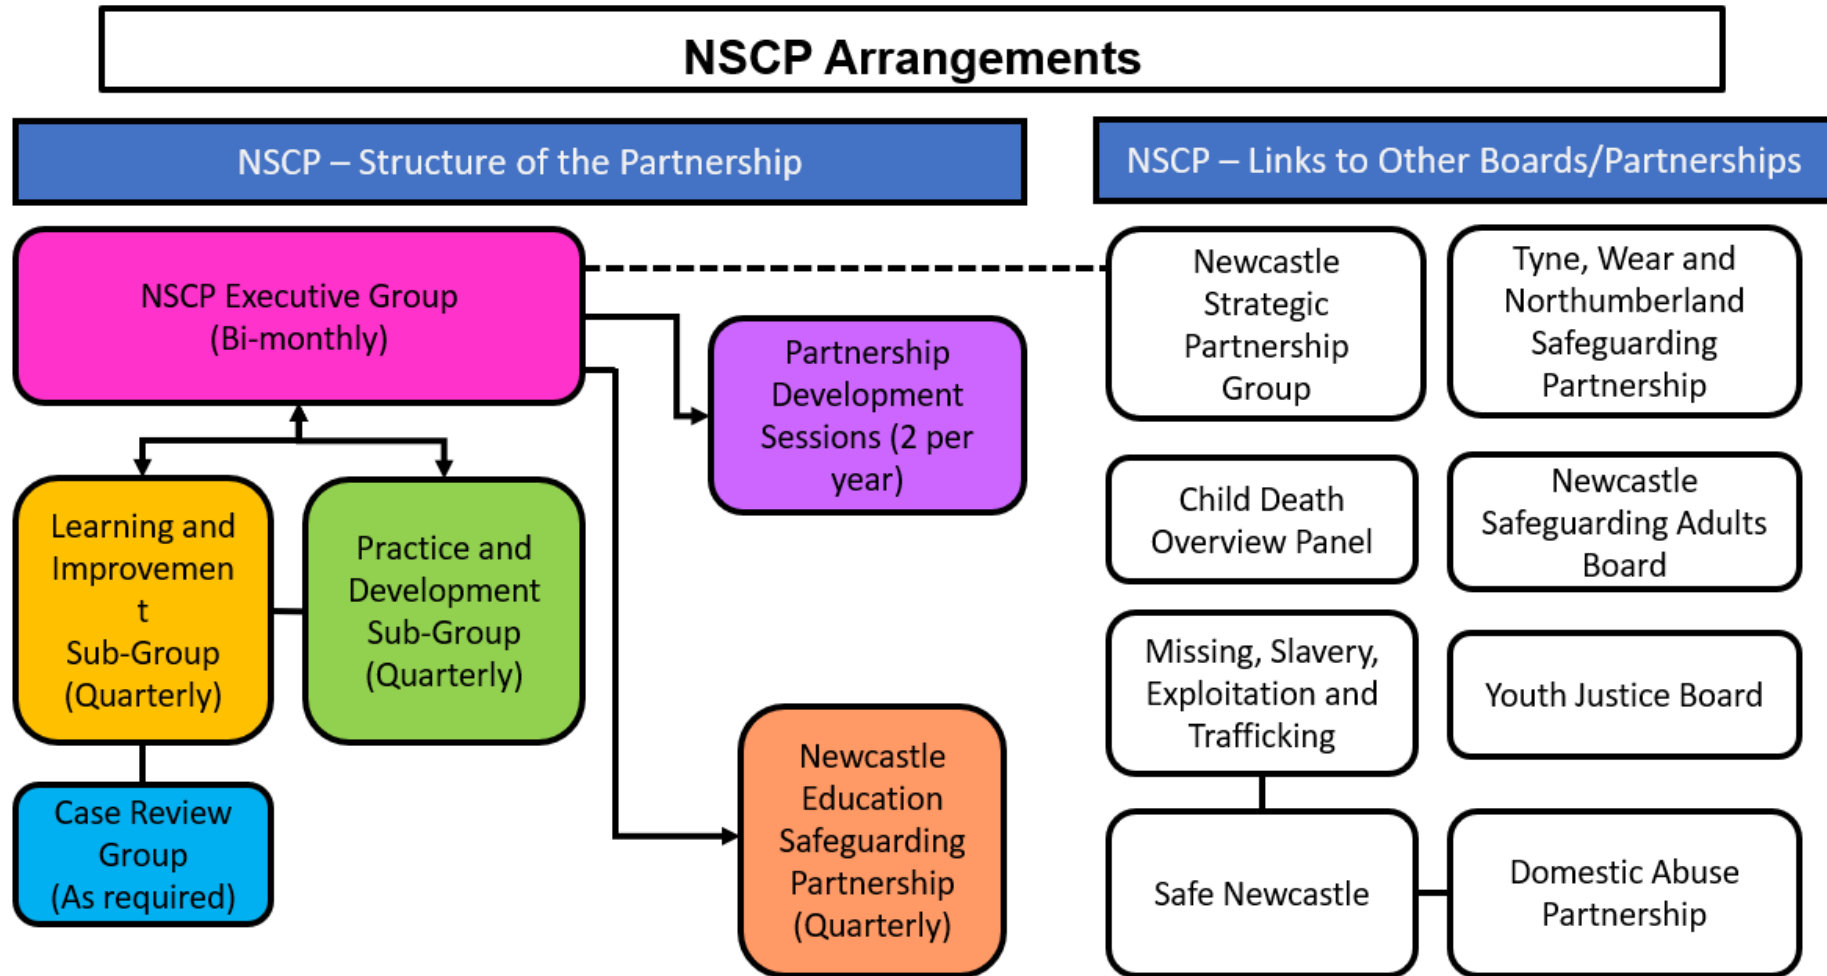 NSCP Arrangements
NSCP – Structure of the Partnership
NSCP Executive Group
(Bi-monthly)
Partnership
Development
Sessions (2 per
year)
Learning and
Improvemen
t
Sub-Group
(Quarterly)
Practice and
Development
Sub-Group
(Quarterly)
Case Review
Group
(As required)
Newcastle
Education
Safeguarding
Partnership
(Quarterly)
NSCP – Links to Other Boards/Partnerships
Newcastle
Strategic
Partnership
Group
Tyne, Wear and
Northumberland
Safeguarding
Partnership
Child Death
Overview Panel
Newcastle
Safeguarding Adults
Board
Missing, Slavery,
Exploitation and
Trafficking
Youth Justice Board
Safe Newcastle
Domestic Abuse
Partnership